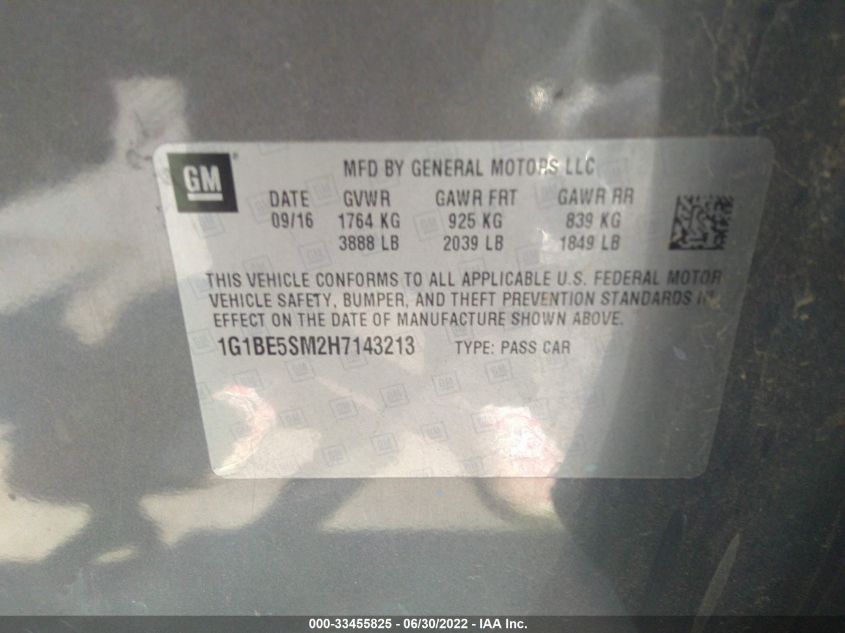 GM
MFD BY GENERAL MOTORS LLC
DATE GVWR GAWR FRT GAWR RR
09/16 1764 KG 925 KG 839 KG
3888 LB 2039 LB 1849 LB
THIS VEHICLE CONFORMS TO ALL APPLICABLE U.S. FEDERAL MOTOR
VEHICLE SAFETY, BUMPER, AND THEFT PREVENTION STANDARDS IN
EFFECT ON THE DATE OF MANUFACTURE SHOWN ABOVE.
1G1BE5SM2H7143213 TYPE: PASS CAR
000-33455825 - 06/30/2022 - IAA Inc.